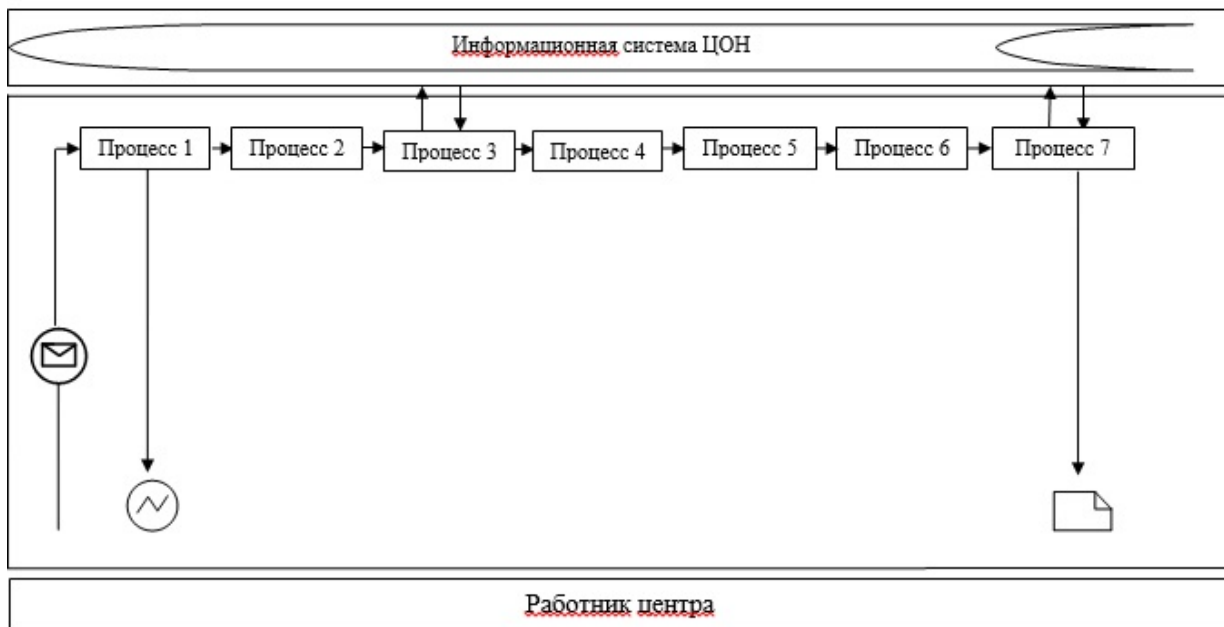 Информационная система ЦОН
Процесс 1
Процесс 2
Процесс 3
Процесс 4
Процесс 5
Процесс 6
Процесс 7
Работник центра